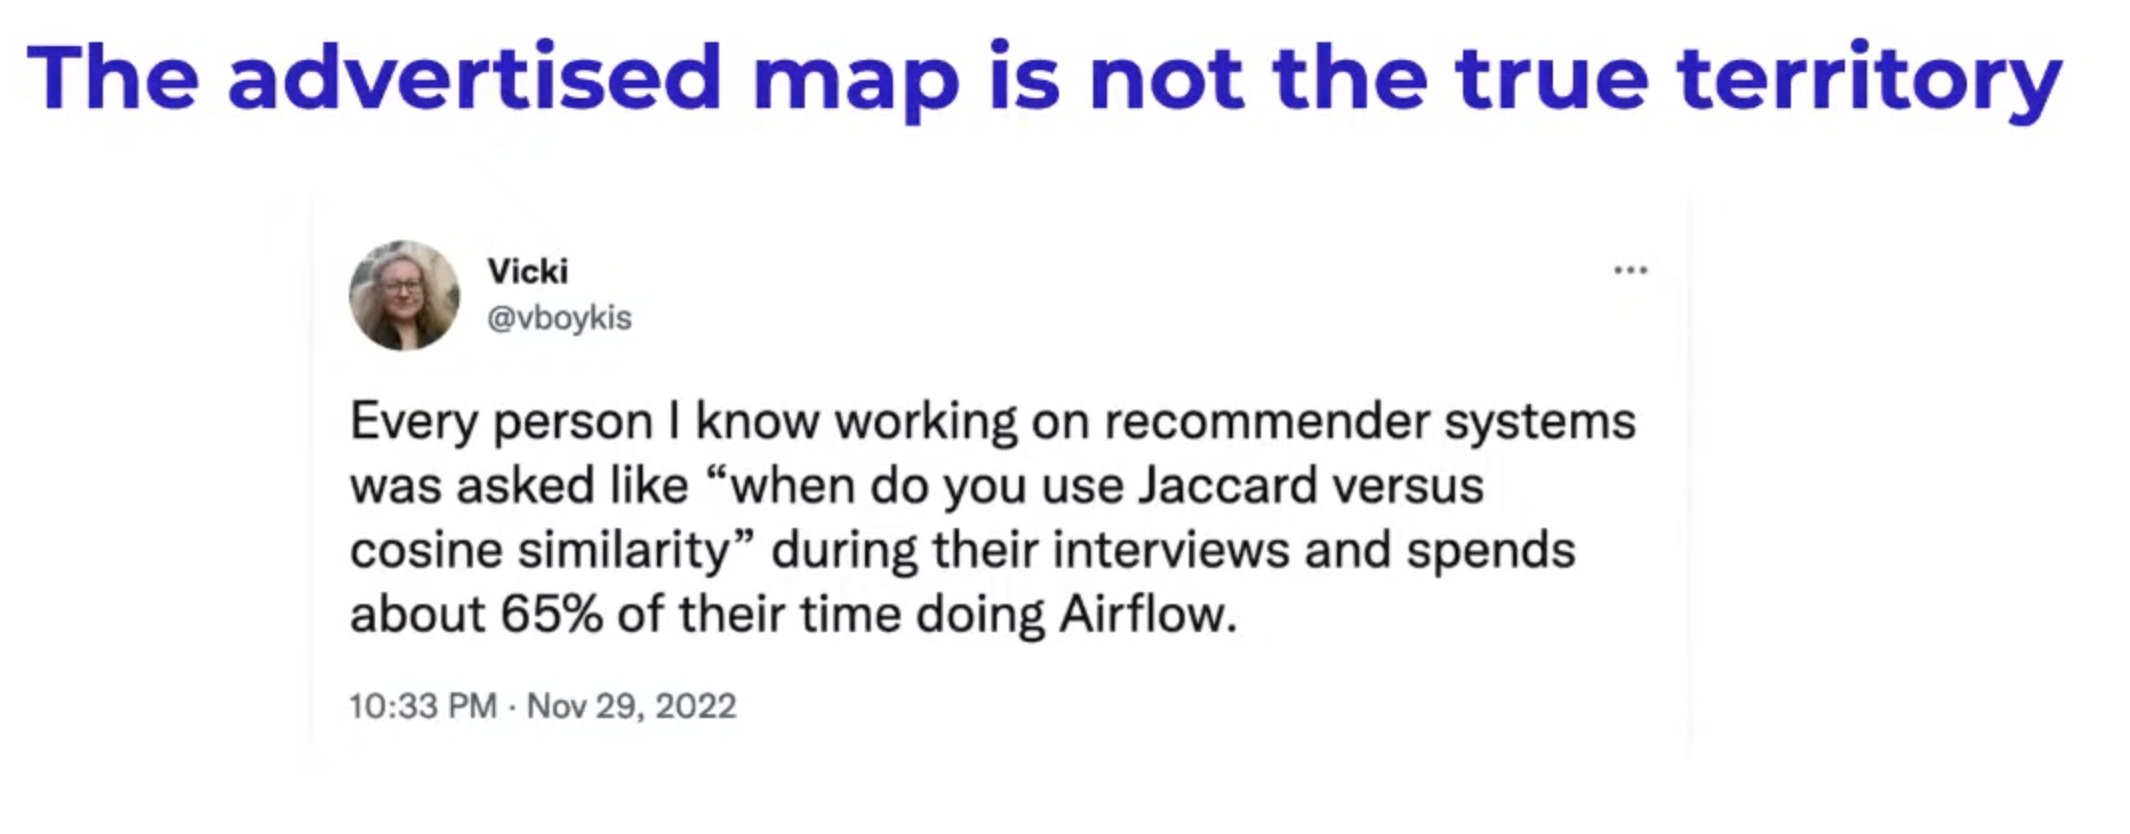 The advertised map is not the true territory
Vicki
@vboykis
Every person I know working on recommender systems
was asked like “when do you use Jaccard versus
cosine similarity” during their interviews and spends
about 65% of their time doing Airflow.
10:33 PM · Nov 29, 2022